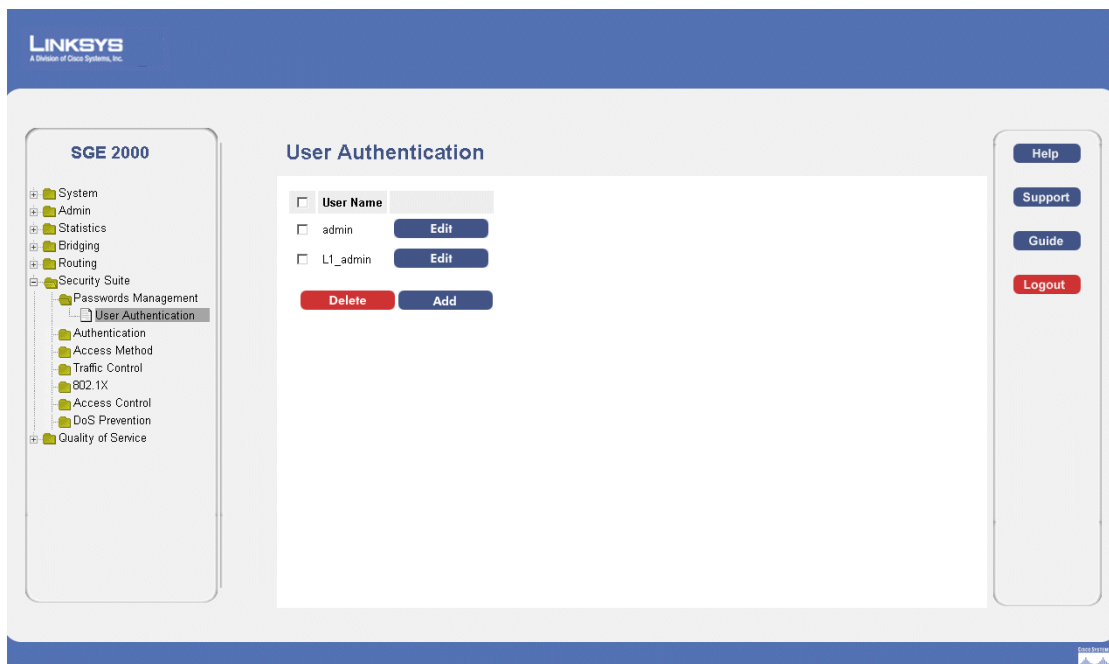 LINKSYS
A Division of Cisco Systems, Inc.
SGE 2000
System
Admin
Statistics
Bridging
Routing
Security Suite
Passwords Management
User Authentication
Authentication
Access Method
Traffic Control
802.1X
Access Control
DoS Prevention
Quality of Service
User Authentication
User Name
admin Edit
L1_admin Edit
Delete Add
Help
Support
Guide
Logout
CISCO SYSTEMS